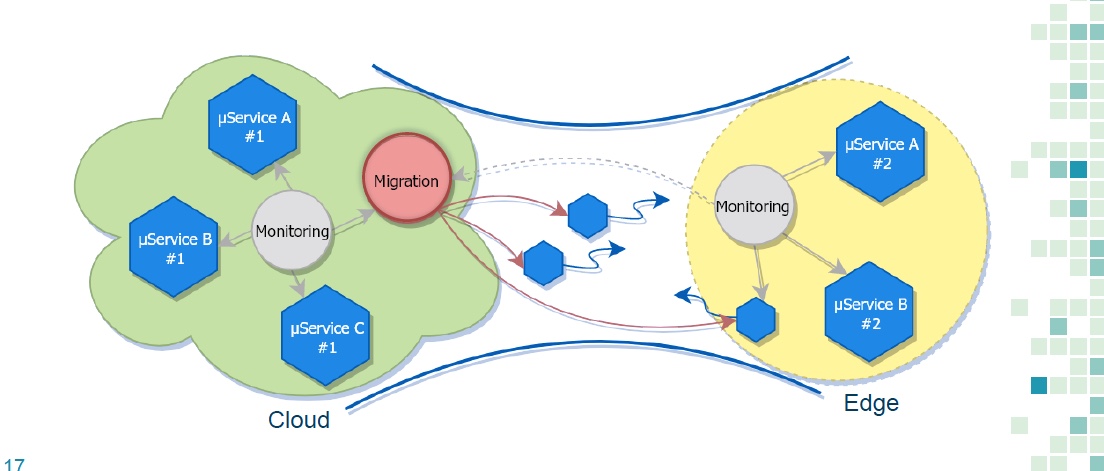 μService A
#1
Migration
μService B
#1
Monitoring
μService C
#1
Monitoring
μService A
#2
μService B
#2
Cloud
Edge
17